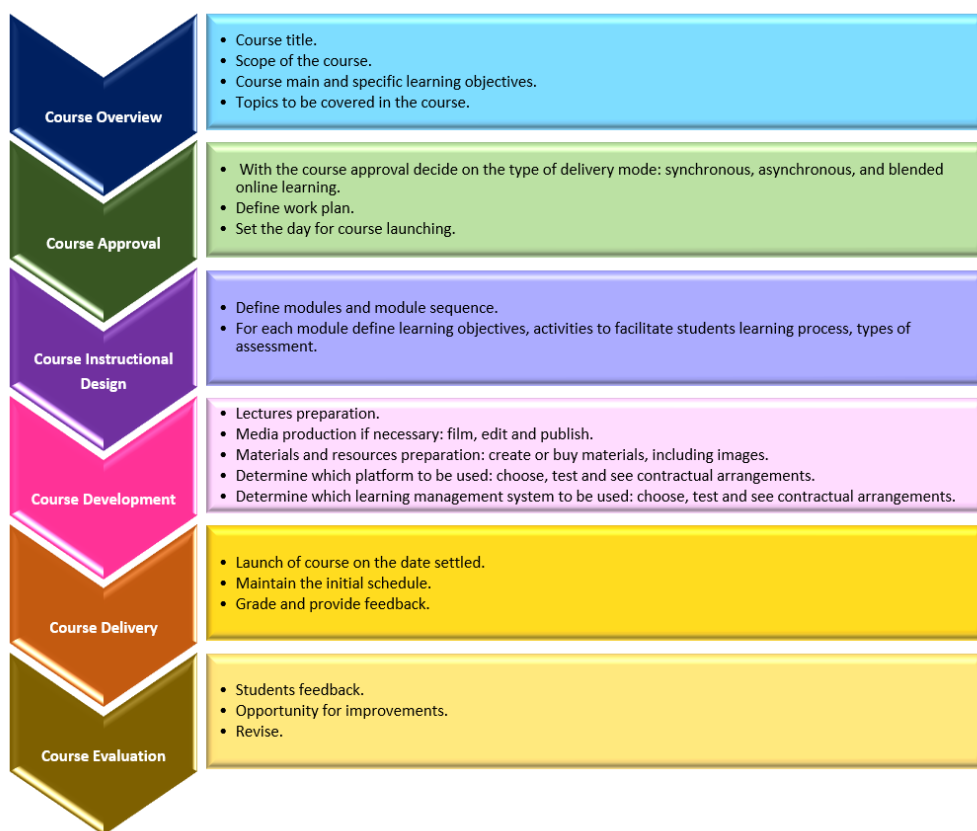 Course Overview
• Course title.
• Scope of the course.
• Course main and specific learning objectives.
• Topics to be covered in the course.
Course Approval
• With the course approval decide on the type of delivery mode: synchronous, asynchronous, and blended
online learning.
• Define work plan.
• Set the day for course launching.
Course Instructional
Design
• Define modules and module sequence.
• For each module define learning objectives, activities to facilitate students learning process, types of
assessment.
Course Development
• Lectures preparation.
• Media production if necessary: film, edit and publish.
• Materials and resources preparation: create or buy materials, including images.
• Determine which platform to be used: choose, test and see contractual arrangements.
• Determine which learning management system to be used: choose, test and see contractual arrangements.
Course Delivery
• Launch of course on the date settled.
• Maintain the initial schedule.
• Grade and provide feedback.
Course Evaluation
• Students feedback.
• Opportunity for improvements.
• Revise.